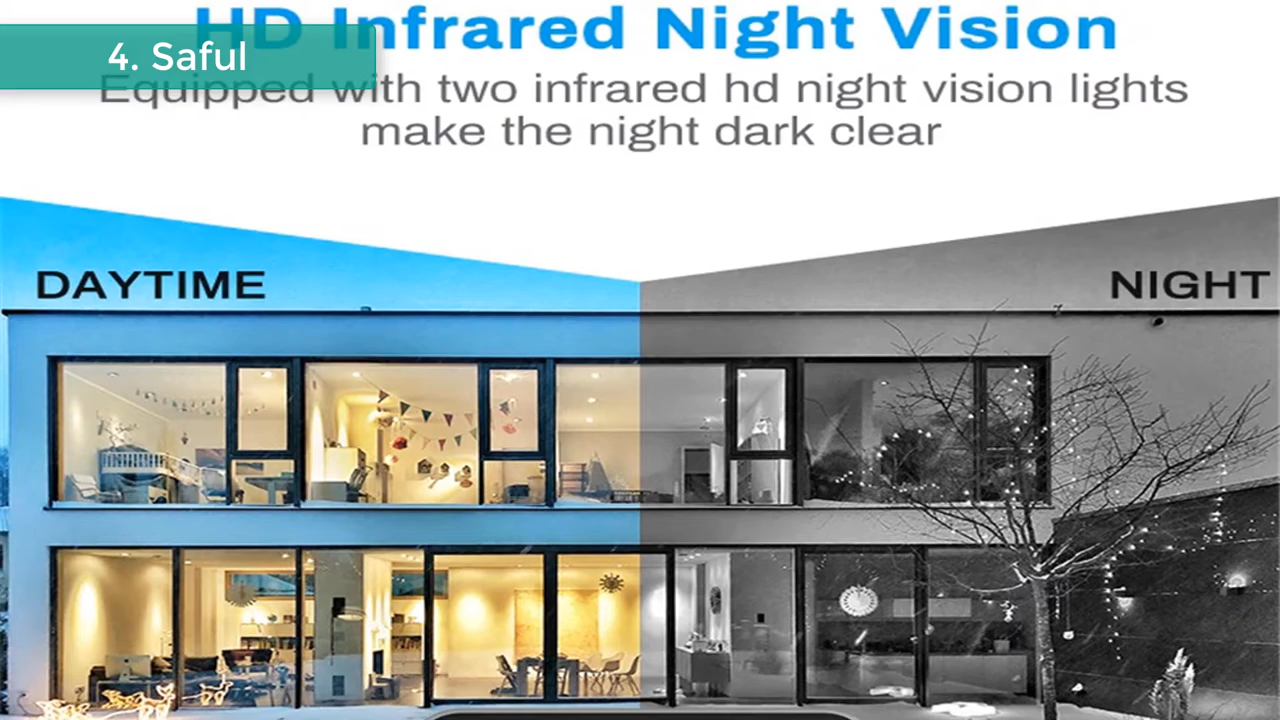 HD Infrared Night Vision
4. Saful
Equipped with two infrared hd night vision lights
make the night dark clear
DAYTIME
NIGHT